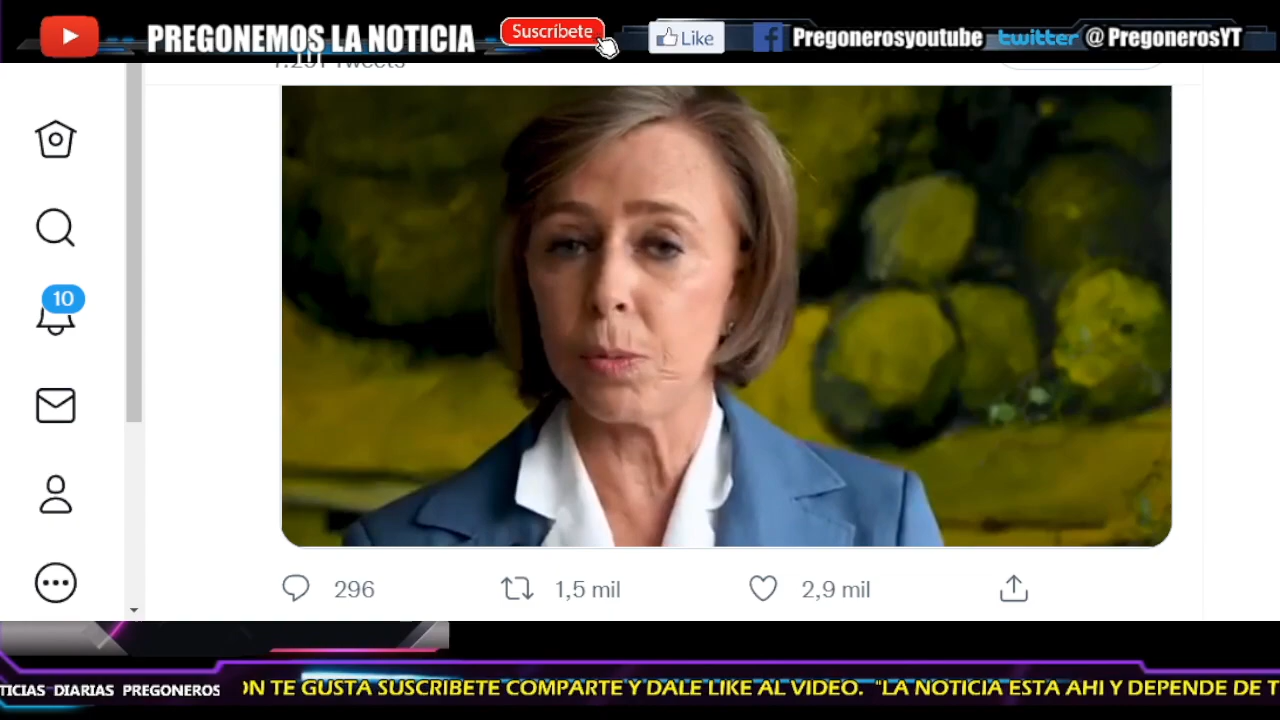 PREGONEMOS LA NOTICIA
Suscríbete
Like
Pregonerosyoutube
twitter @PregonerosYT
Tweets
10
296
1,5 mil
2,9 mil
TICIAS DIARIAS PREGONEROS
ON TE GUSTA SUSCRIBETE COMPARTE Y DALE LIKE AL VIDEO. "LA NOTICIA ESTA AHI Y DEPENDE DE T